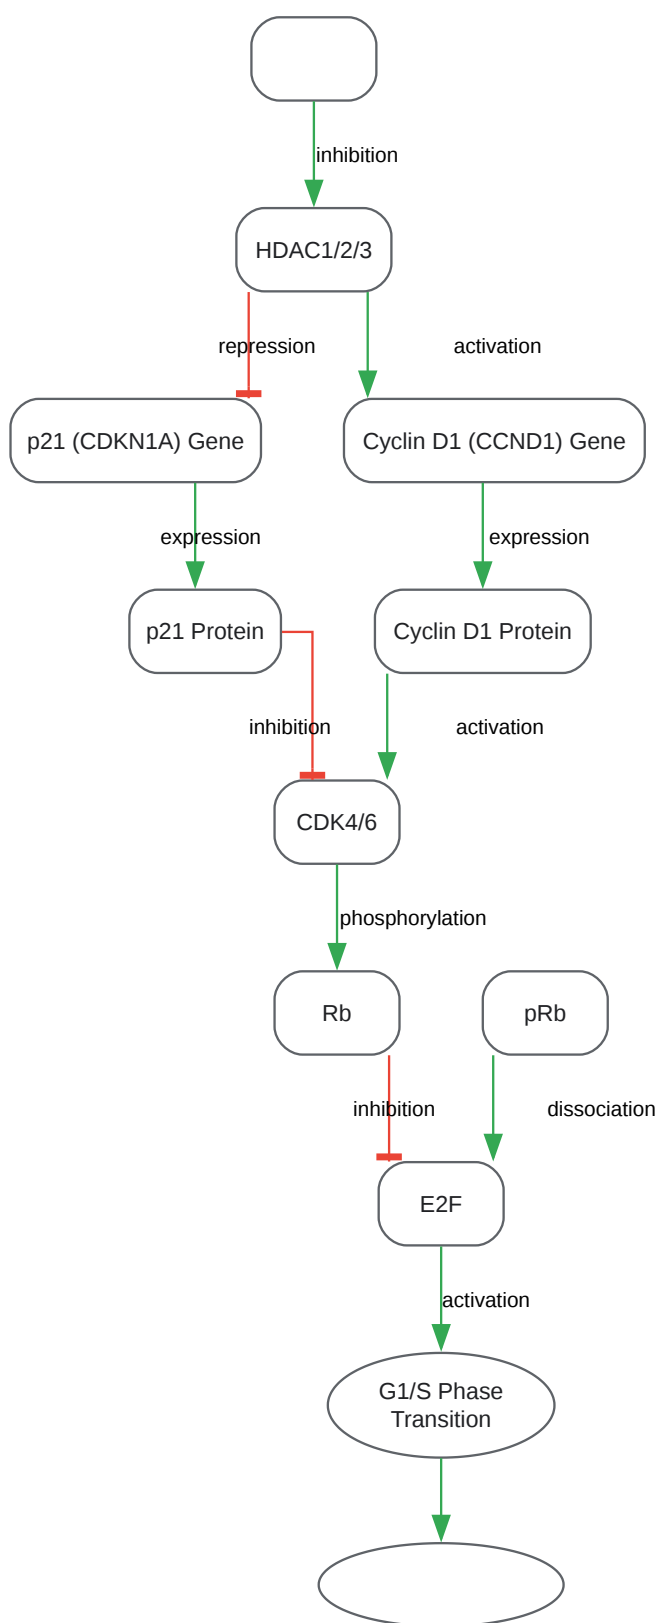 inhibition
HDAC1/2/3
repression
activation
p21 (CDKN1A) Gene
Cyclin D1 (CCND1) Gene
expression
expression
p21 Protein
Cyclin D1 Protein
inhibition
activation
CDK4/6
phosphorylation
Rb
pRb
inhibition
dissociation
E2F
activation
G1/S Phase
Transition